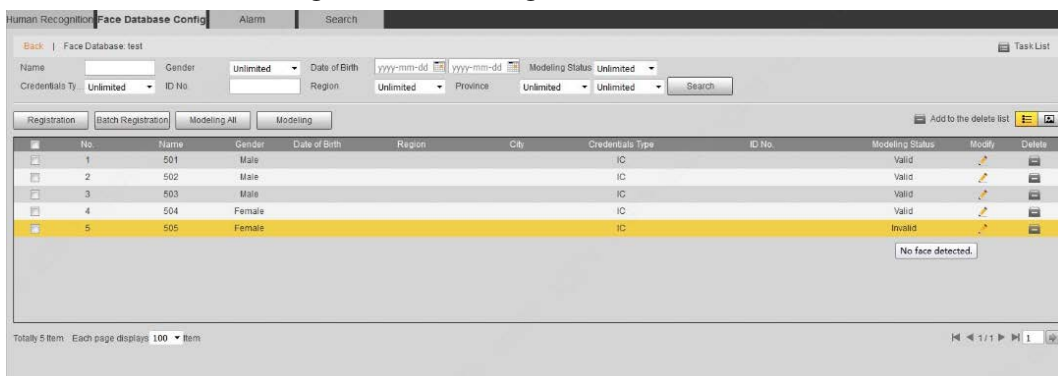 Human Recognition Face Database Config Alarm Search
Back | Face Database: test Task List
Name Gender Unlimited Date of Birth yyyy-mm-dd yyyy-mm-dd Modeling Status Unlimited
Credentials Ty... Unlimited ID No. Region Unlimited Province Unlimited Unlimited Search
Registration Batch Registration Modeling All Modeling Add to the delete list
No. Name Gender Date of Birth Region City Credentials Type ID No. Modeling Status Modify Delete
1 501 Male IC Valid
2 502 Male IC Valid
3 503 Male IC Valid
4 504 Female IC Valid
5 505 Female IC Invalid
No face detected.
Totally 5 Item Each page displays 100 Item 1/1 1